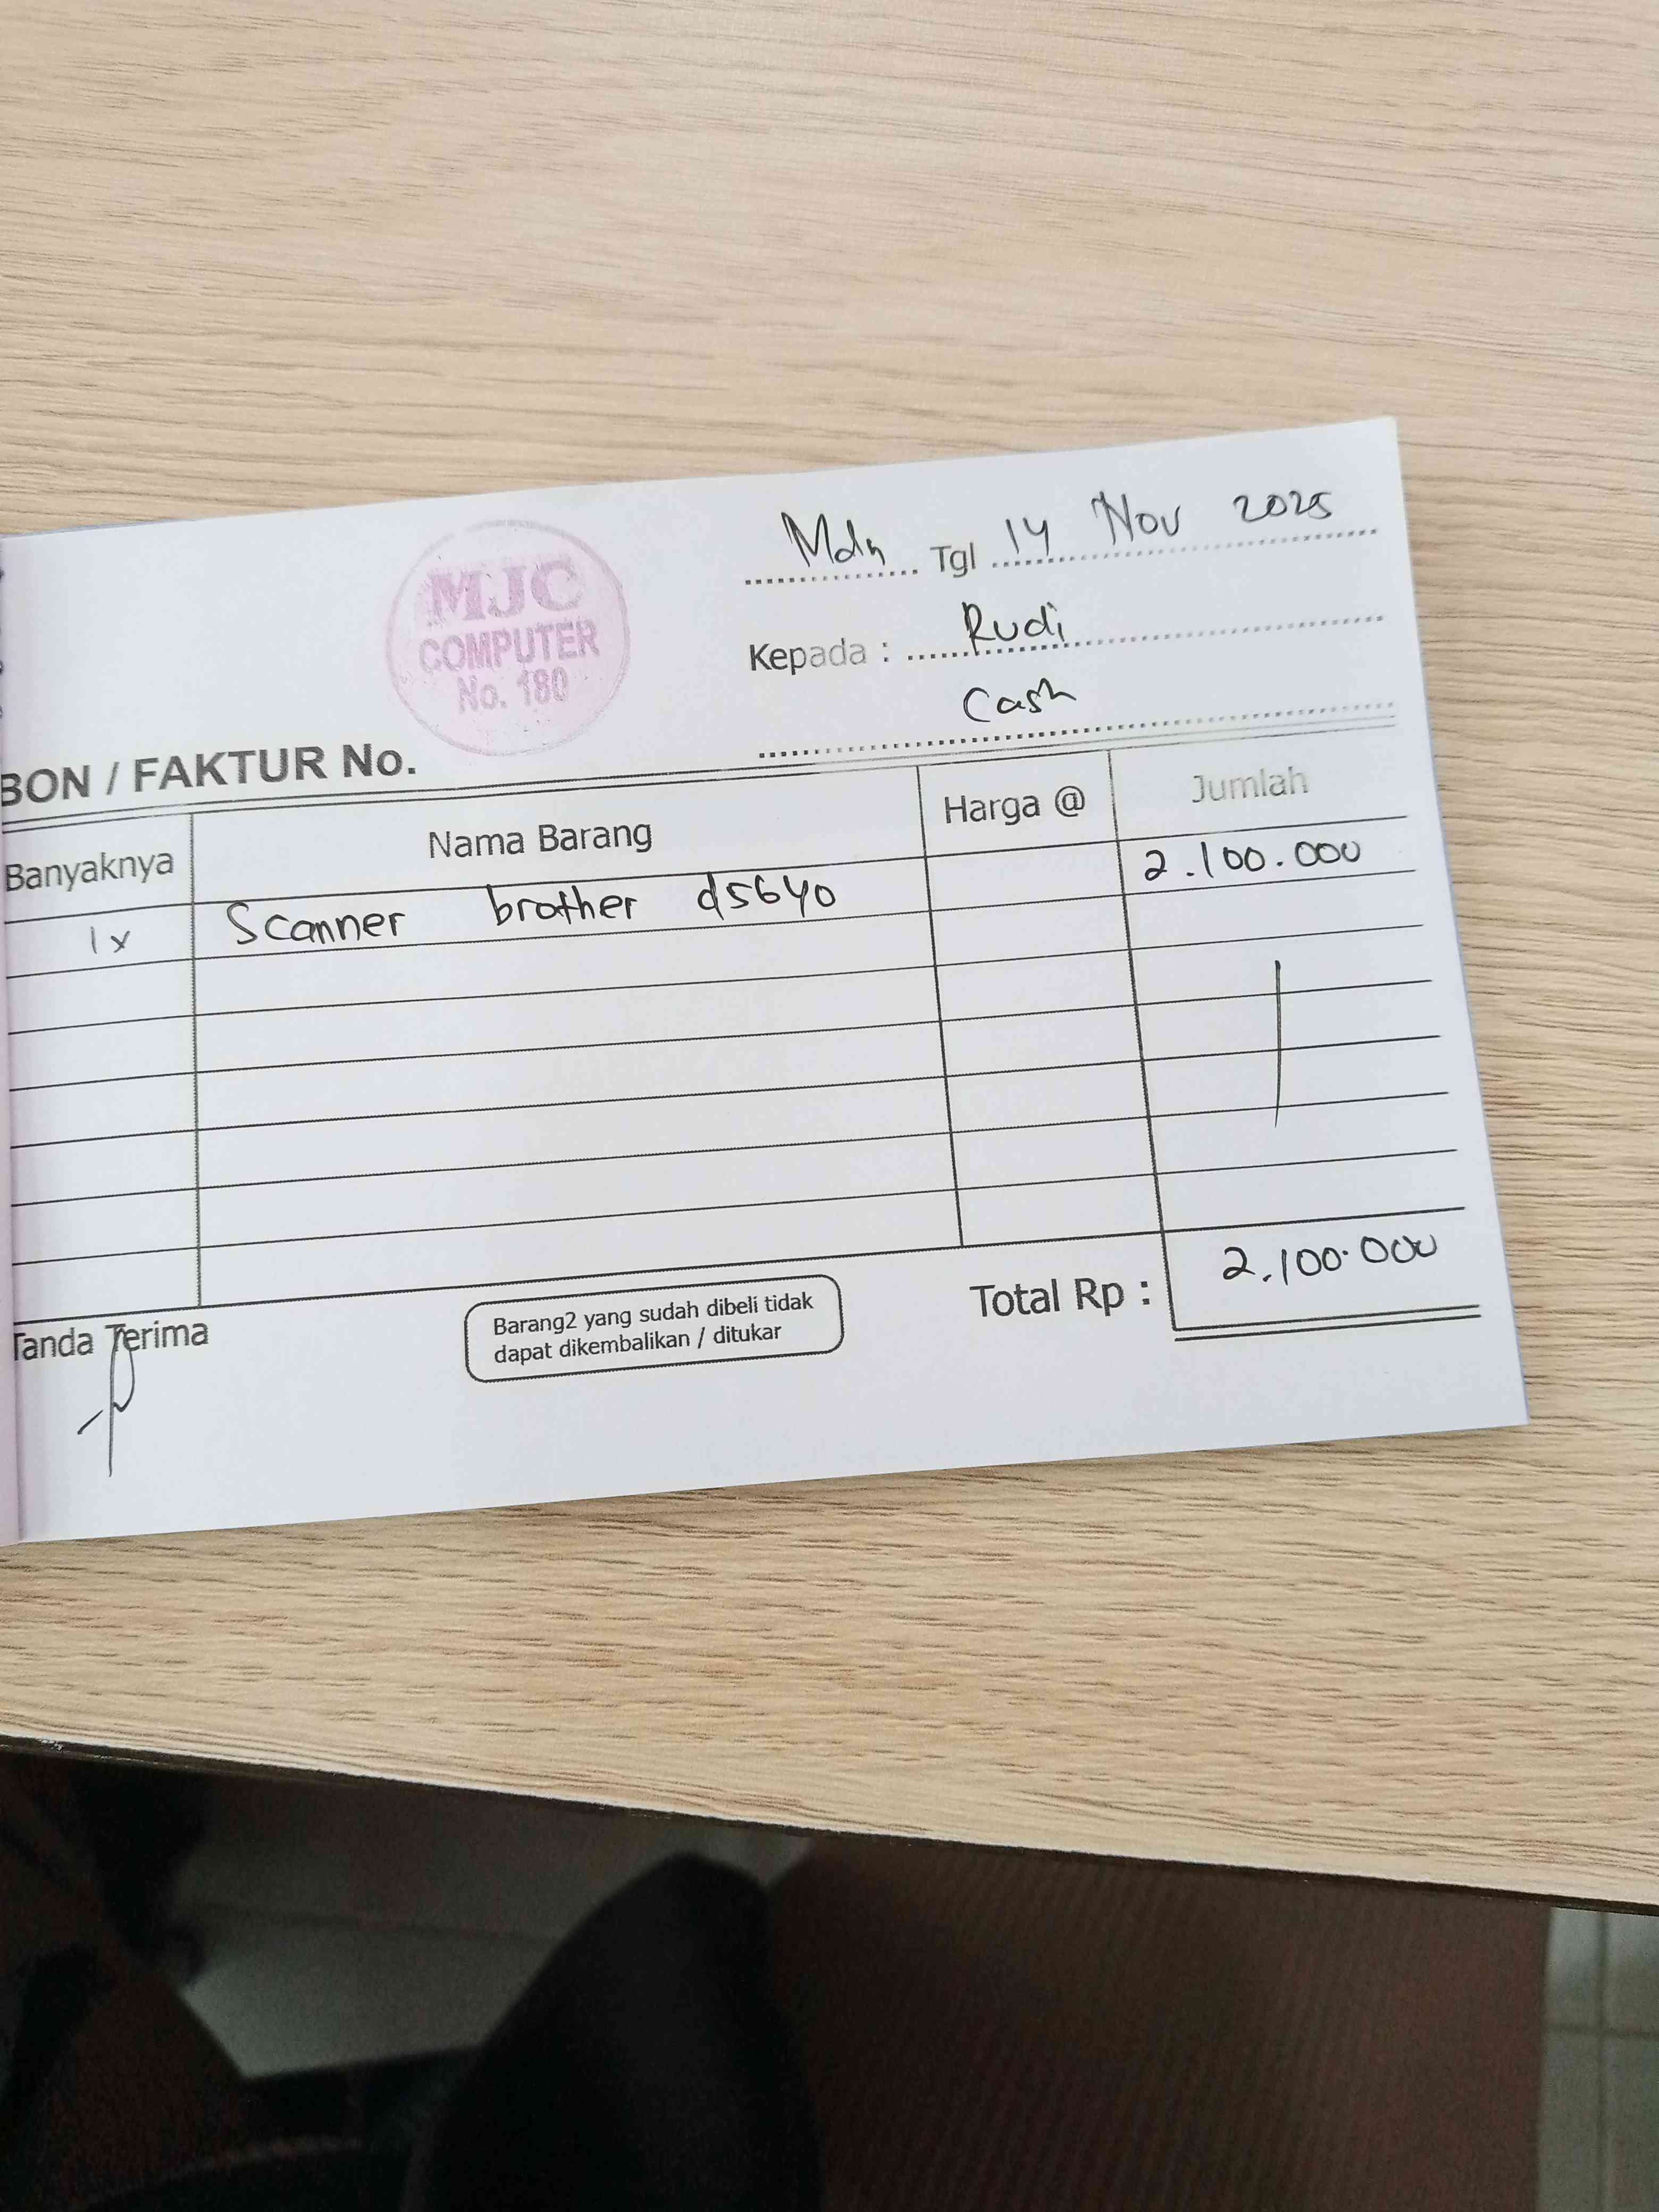 Mdn Tgl 14 Nov 2025
MJC
COMPUTER
No. 180
Kepada : Rudi
Cash
BON / FAKTUR No.
Banyaknya Nama Barang Harga @ Jumlah
1x Scanner brother ds640 2.100.000
Total Rp : 2.100.000
Tanda Terima
Barang2 yang sudah dibeli tidak
dapat dikembalikan / ditukar